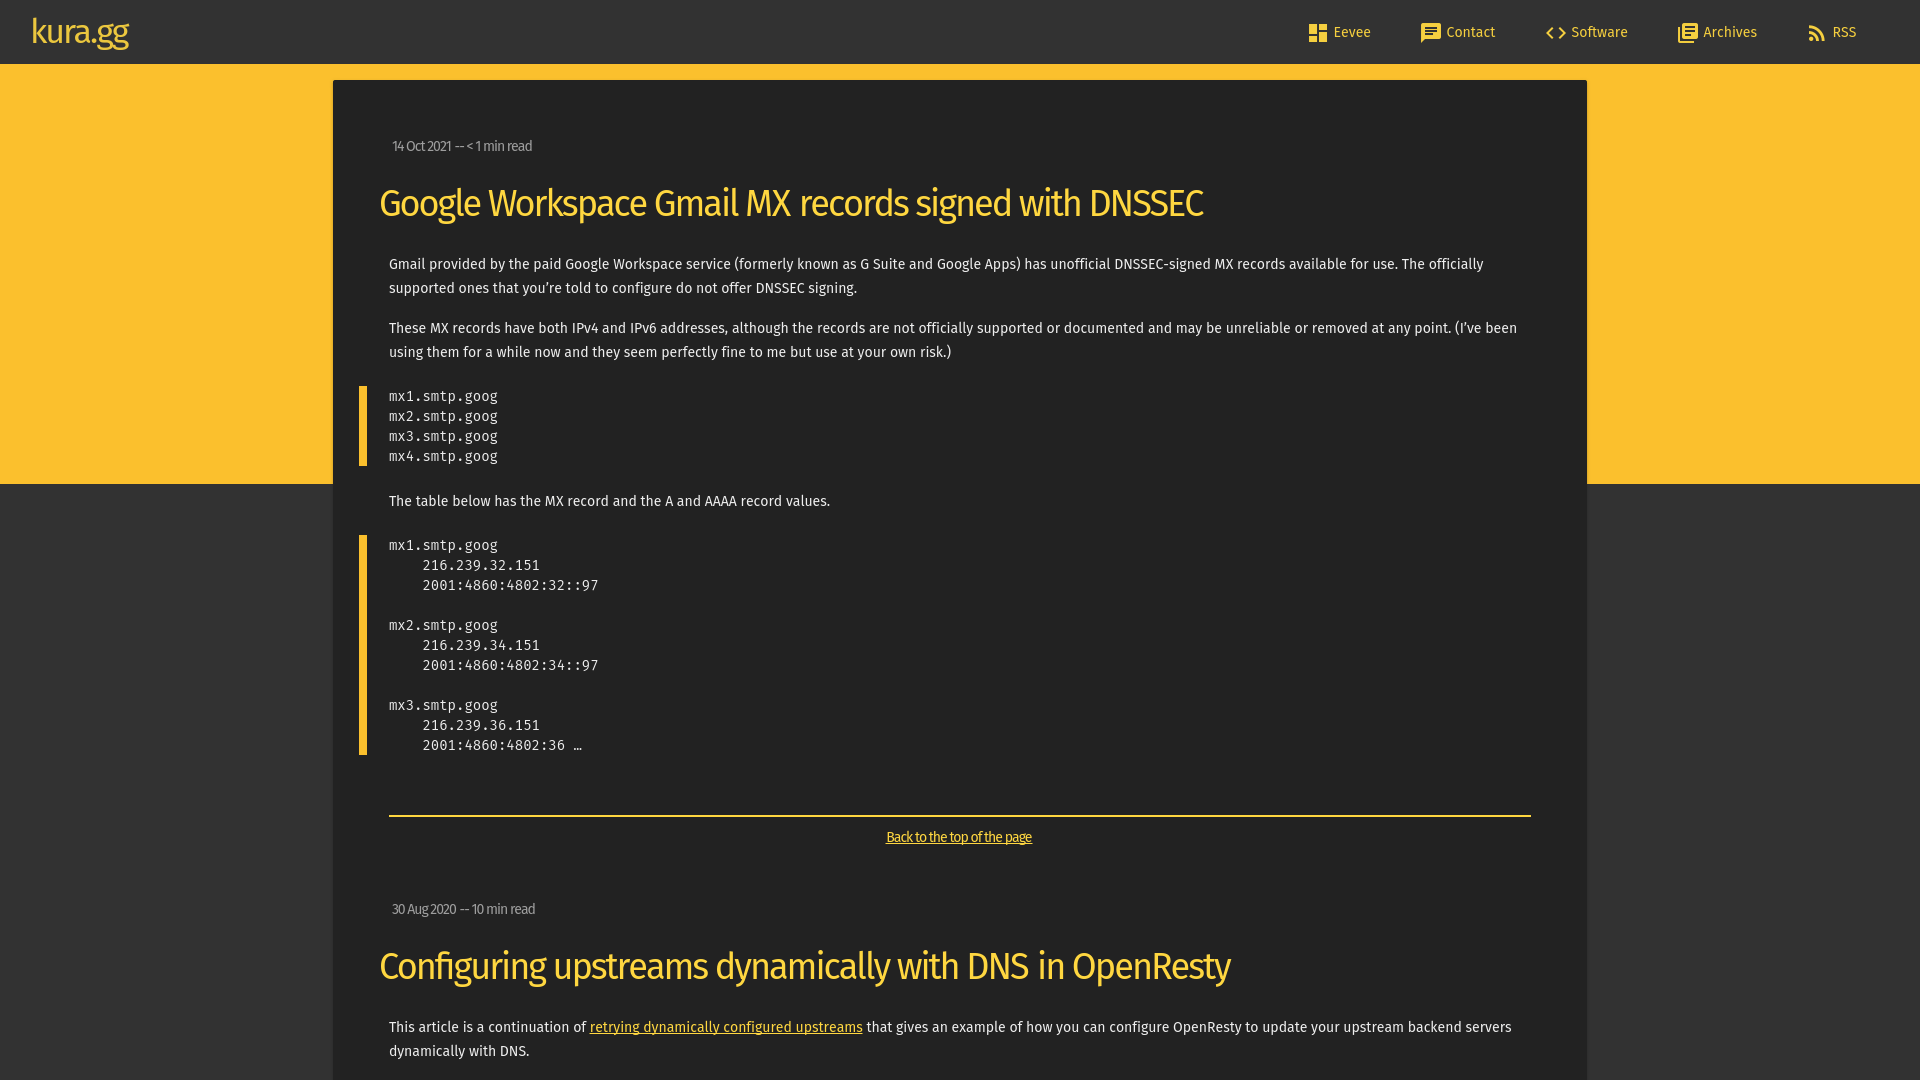 kura.gg
Eevee
Contact
Software
Archives
RSS
14 Oct 2021 -- < 1 min read
Google Workspace Gmail MX records signed with DNSSEC
Gmail provided by the paid Google Workspace service (formerly known as G Suite and Google Apps) has unofficial DNSSEC-signed MX records available for use. The officially
supported ones that you’re told to configure do not offer DNSSEC signing.
These MX records have both IPv4 and IPv6 addresses, although the records are not officially supported or documented and may be unreliable or removed at any point. (I’ve been
using them for a while now and they seem perfectly fine to me but use at your own risk.)
mx1.smtp.goog
mx2.smtp.goog
mx3.smtp.goog
mx4.smtp.goog
The table below has the MX record and the A and AAAA record values.
mx1.smtp.goog
216.239.32.151
2001:4860:4802:32::97
mx2.smtp.goog
216.239.34.151
2001:4860:4802:34::97
mx3.smtp.goog
216.239.36.151
2001:4860:4802:36 …
Back to the top of the page
30 Aug 2020 -- 10 min read
Configuring upstreams dynamically with DNS in OpenResty
This article is a continuation of retrying dynamically configured upstreams that gives an example of how you can configure OpenResty to update your upstream backend servers
dynamically with DNS.